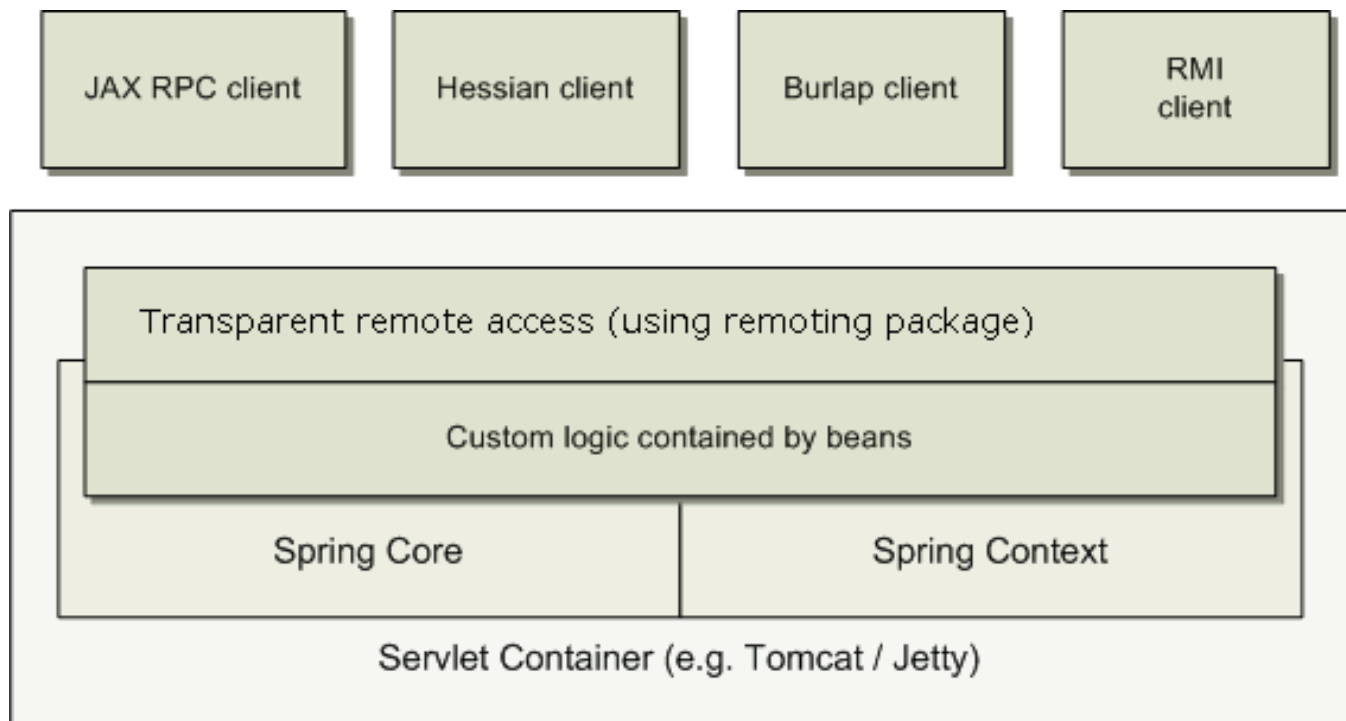 JAX RPC client
Hessian client
Burlap client
RMI
client
Transparent remote access (using remoting package)
Custom logic contained by beans
Spring Core
Spring Context
Servlet Container (e.g. Tomcat / Jetty)